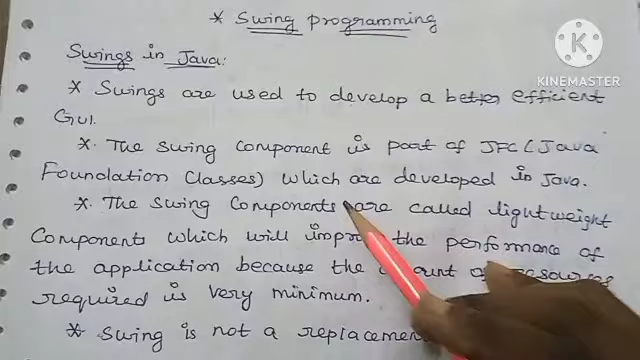 * Swing programming
Swings in Java:
* Swings are used to develop a better efficient
GUI.
*. The swing component is part of JFC (Java
Foundation Classes) which are developed in Java.
*. The swing components are called lightweight
components which will the performance of
the application because the of resources
required is very minimum.
* Swing is not a
K
KINEMASTER